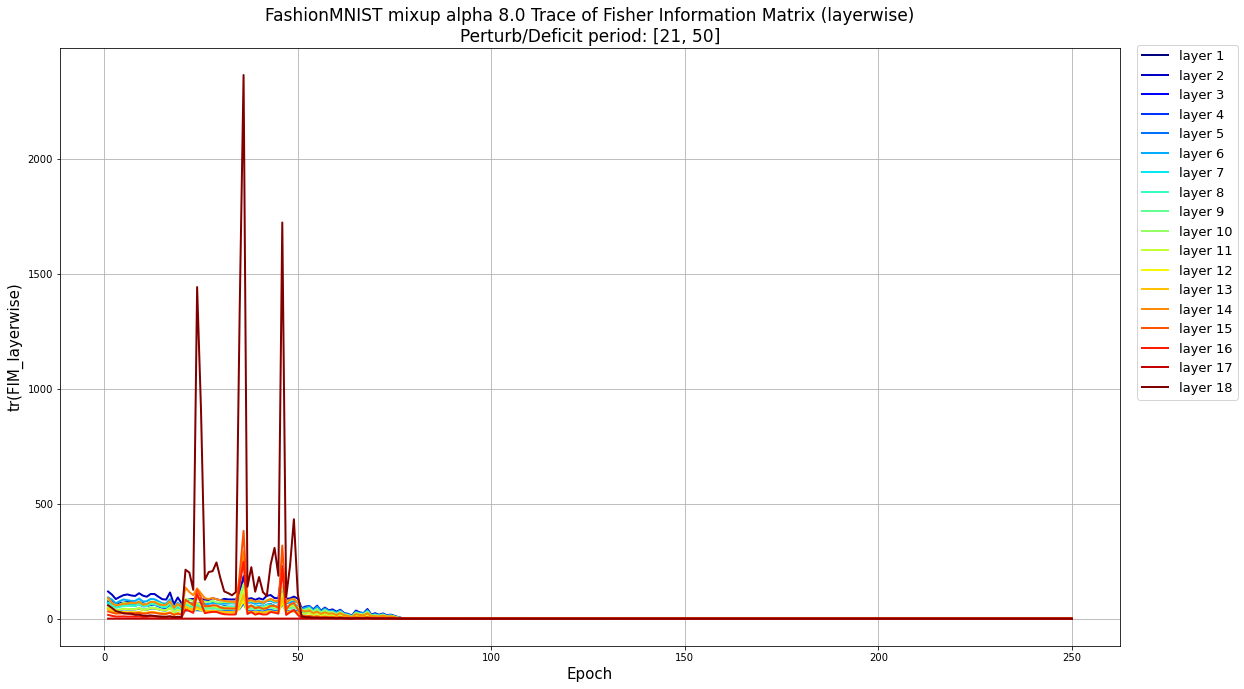 FashionMNIST mixup alpha 8.0 Trace of Fisher Information Matrix (layerwise)
Perturb/Deficit period: [21, 50]
tr(FIM_layerwise)
2000
1500
1000
500
0
0 50 100 150 200 250
Epoch
layer 1
layer 2
layer 3
layer 4
layer 5
layer 6
layer 7
layer 8
layer 9
layer 10
layer 11
layer 12
layer 13
layer 14
layer 15
layer 16
layer 17
layer 18